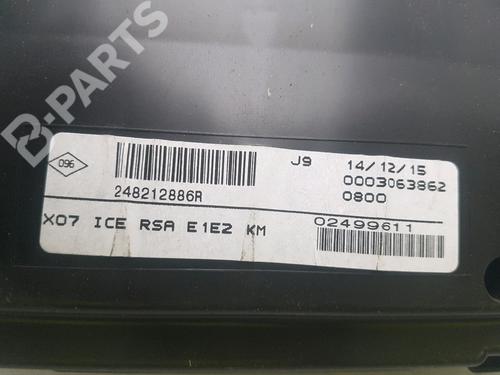 B-PARTS
096
248212886R
J9 14/12/15
0003063862
0800
X07 ICE RSA E1E2 KM
02499611